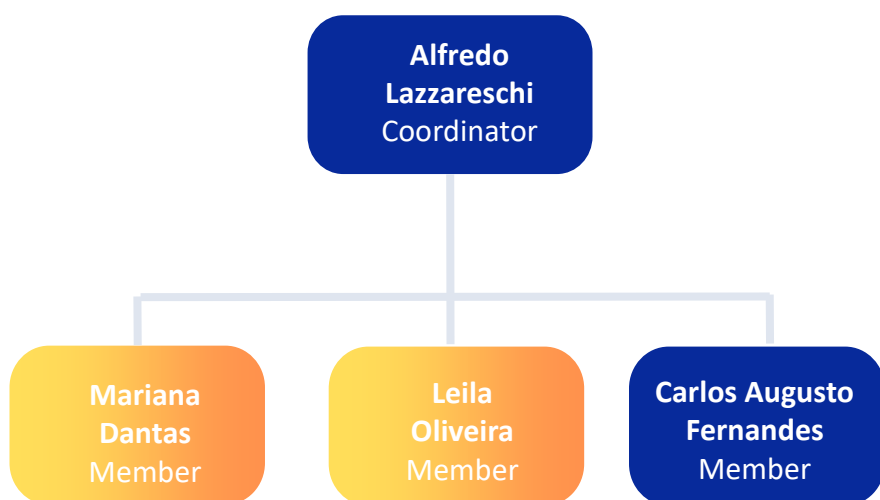 Alfredo
Lazzareschi
Coordinator
Mariana
Dantas
Member
Leila
Oliveira
Member
Carlos Augusto
Fernandes
Member